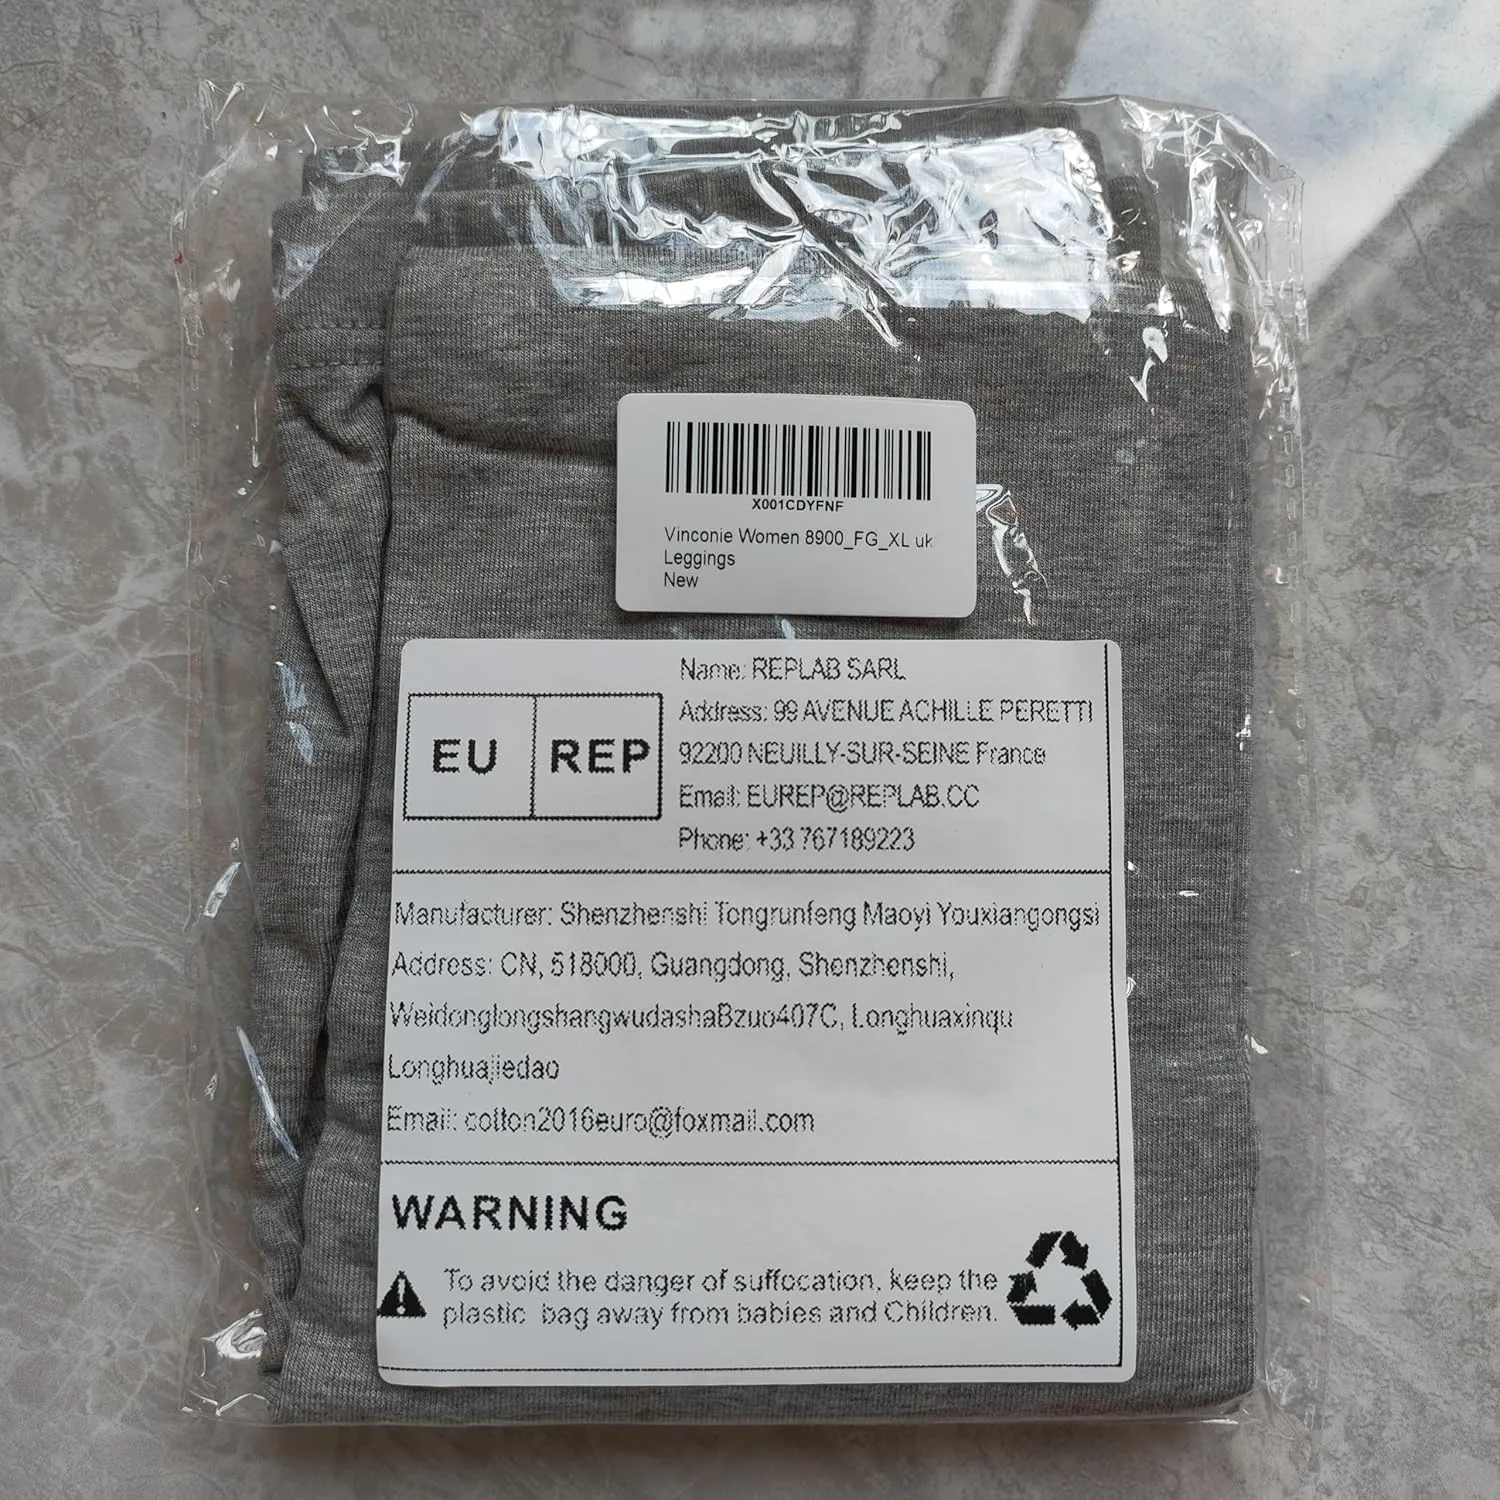 X001CDYFNF
Vinconie Women 8900_FG_XL uk
Leggings
New
EU REP
Name: REPLAB SARL
Address: 99 AVENUE ACHILLE PERETTI
92200 NEUILLY-SUR-SEINE France
Email: EUREP@REPLAB.CC
Phone: +33 767189223
Manufacturer: Shenzhenshi Tongrunfeng Maoyi Youxiangongsi
Address: CN, 518000, Guangdong, Shenzhenshi,
WeidonglongshangwudashaBzuo407C, Longhuaxinqu
Longhuajiedao
Email: cotton2016euro@foxmail.com
WARNING
To avoid the danger of suffocation, keep the
plastic bag away from babies and Children.